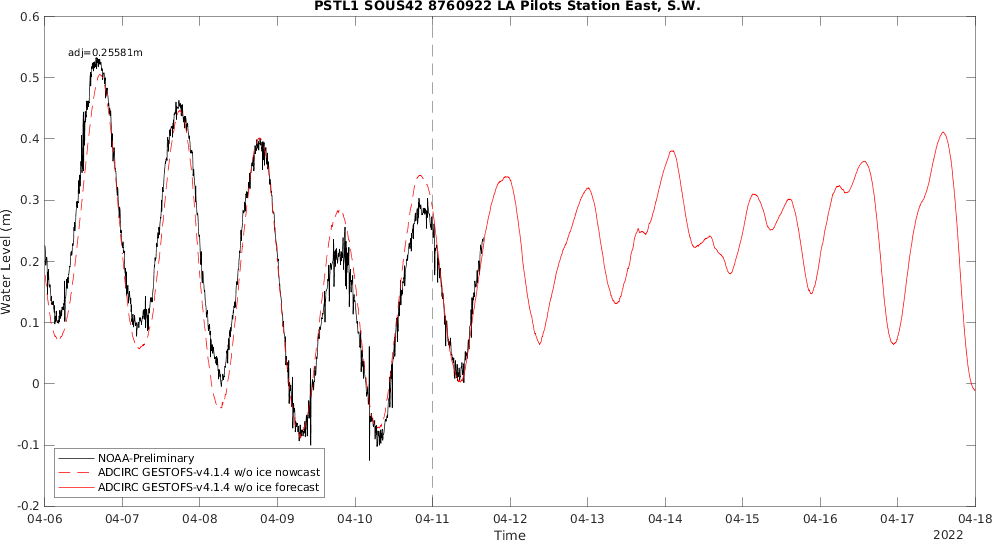 PSTL1 SOUS42 8760922 LA Pilots Station East, S.W.
adj=0.25581m
0.6
0.5
0.4
0.3
0.2
0.1
0
-0.1
-0.2
Water Level (m)
NOAA-Preliminary
ADCIRC GESTOFS-v4.1.4 w/o ice nowcast
ADCIRC GESTOFS-v4.1.4 w/o ice forecast
04-06 04-07 04-08 04-09 04-10 04-11 04-12 04-13 04-14 04-15 04-16 04-17 04-18
Time
2022